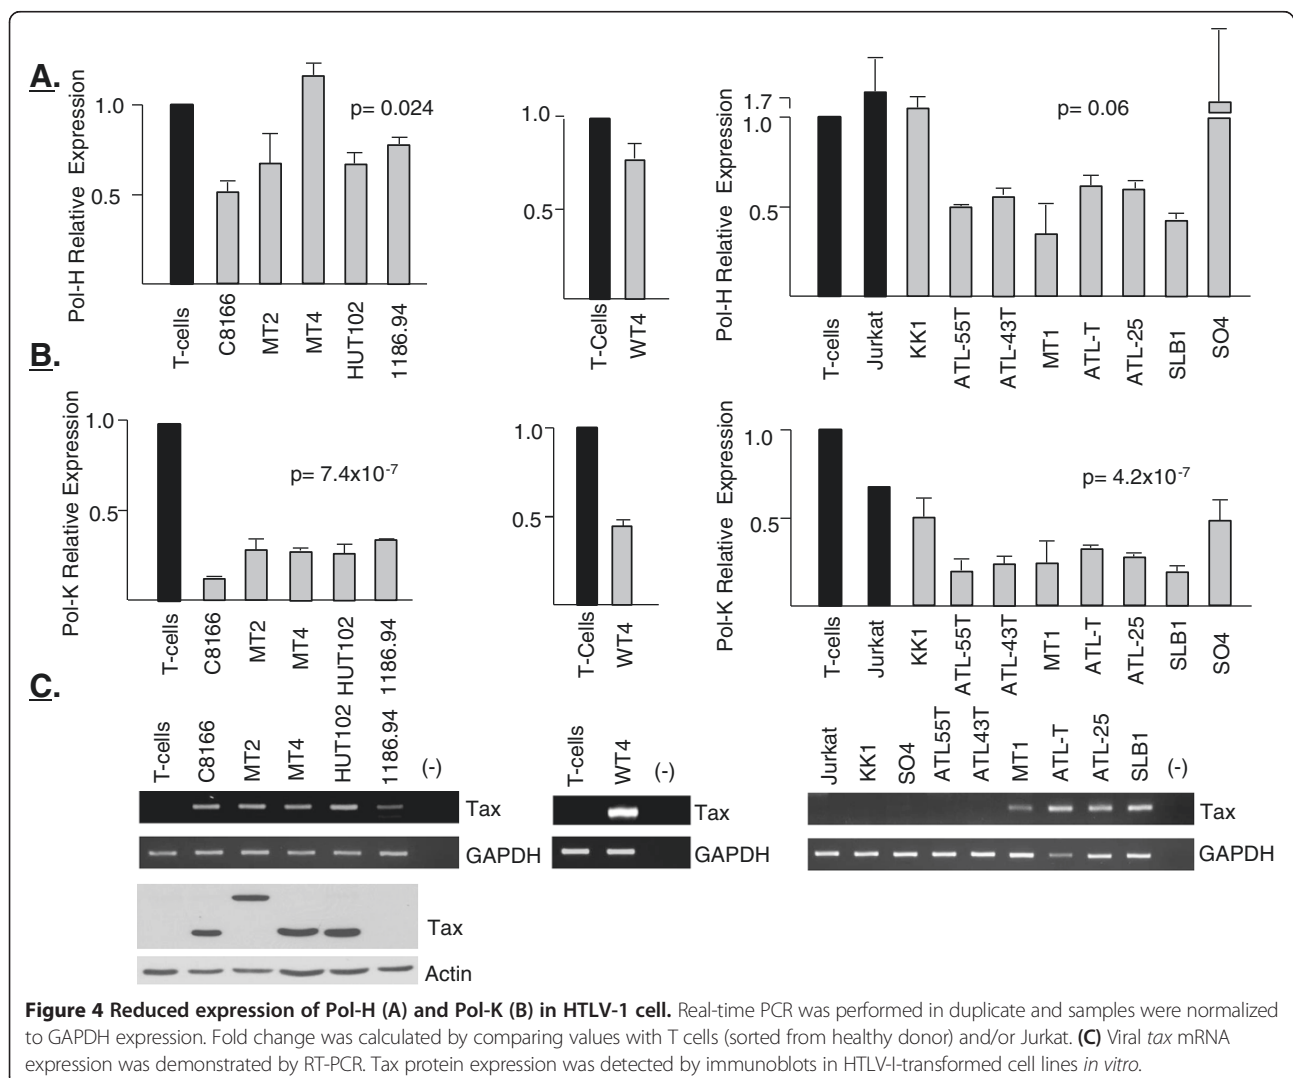 A.
Pol-H Relative Expression
1.0
0.5
p= 0.024
T-cells
C8166
MT2
MT4
HUT102
1186.94
1.0
0.5
T-Cells
WT4
Pol-H Relative Expression
1.7
1.0
0.5
p= 0.06
T-cells
Jurkat
KK1
ATL-55T
ATL-43T
MT1
ATL-T
ATL-25
SLB1
SO4
B.
Pol-K Relative Expression
1.0
0.5
p= 7.4x10-7
T-cells
C8166
MT2
MT4
HUT102
1186.94
1.0
0.5
T-Cells
WT4
Pol-K Relative Expression
1.0
0.5
p= 4.2x10-7
T-cells
Jurkat
KK1
ATL-55T
ATL-43T
MT1
ATL-T
ATL-25
SLB1
SO4
C.
T-cells
C8166
MT2
MT4
HUT102
1186.94
(-)
Tax
GAPDH
Tax
Actin
T-cells
WT4
(-)
Tax
GAPDH
Jurkat
KK1
SO4
ATL55T
ATL43T
MT1
ATL-T
ATL-25
SLB1
(-)
Tax
GAPDH
Figure 4 Reduced expression of Pol-H (A) and Pol-K (B) in HTLV-1 cell. Real-time PCR was performed in duplicate and samples were normalized
to GAPDH expression. Fold change was calculated by comparing values with T cells (sorted from healthy donor) and/or Jurkat. (C) Viral tax mRNA
expression was demonstrated by RT-PCR. Tax protein expression was detected by immunoblots in HTLV-I-transformed cell lines in vitro.